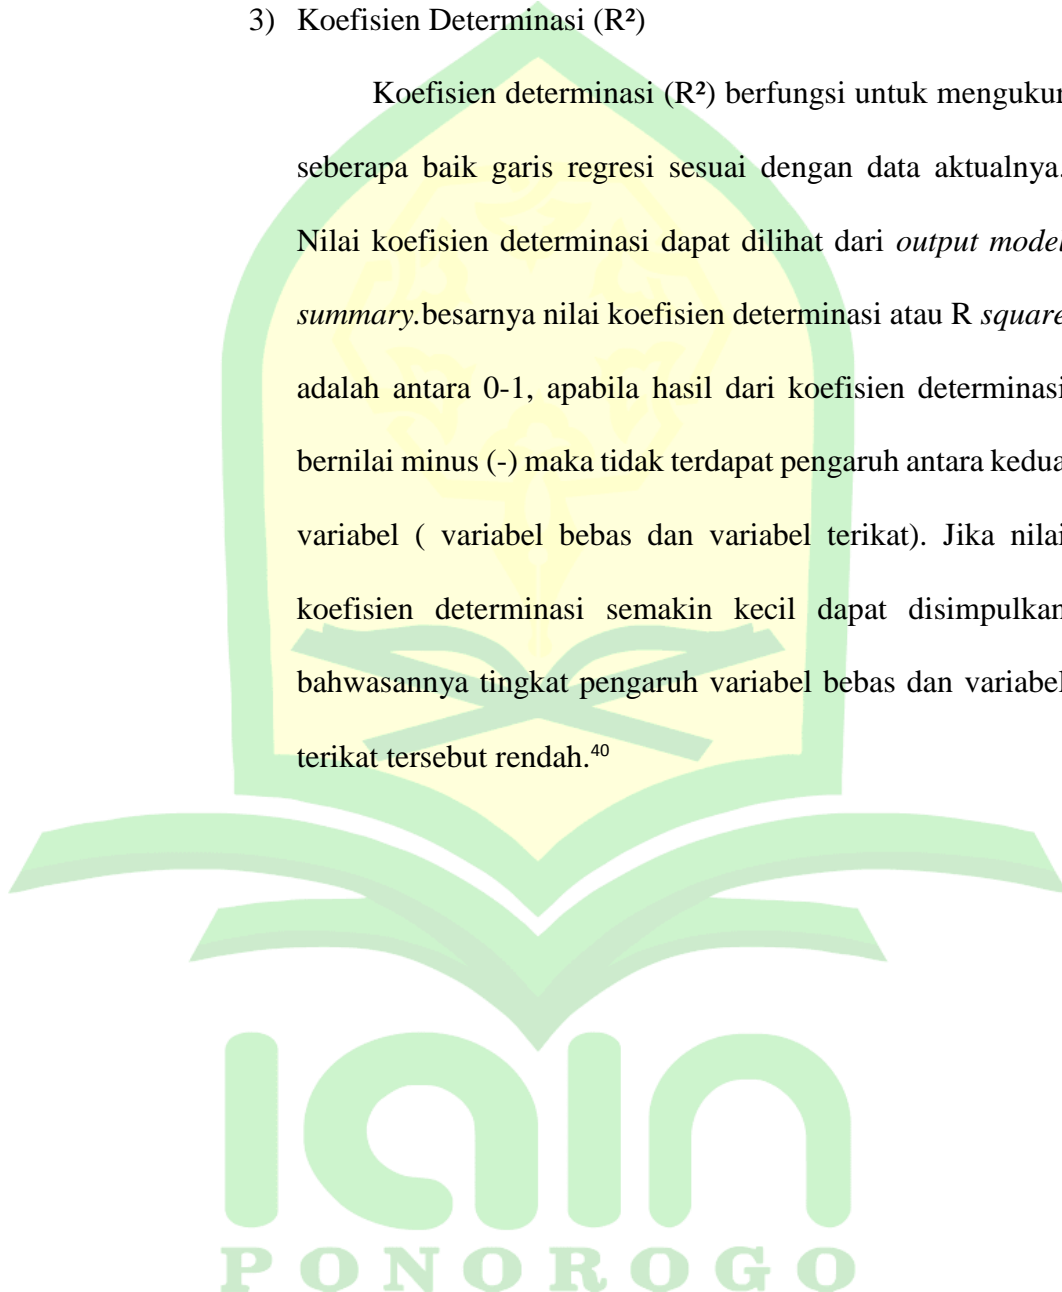 3) Koefisien Determinasi (R²)
Koefisien determinasi (R²) berfungsi untuk mengukur
seberapa baik garis regresi sesuai dengan data aktualnya.
Nilai koefisien determinasi dapat dilihat dari output model
summary.besarnya nilai koefisien determinasi atau R square
adalah antara 0-1, apabila hasil dari koefisien determinasi
bernilai minus (-) maka tidak terdapat pengaruh antara kedua
variabel ( variabel bebas dan variabel terikat). Jika nilai
koefisien determinasi semakin kecil dapat disimpulkan
bahwasannya tingkat pengaruh variabel bebas dan variabel
terikat tersebut rendah.⁴⁰
iain
PONOROGO